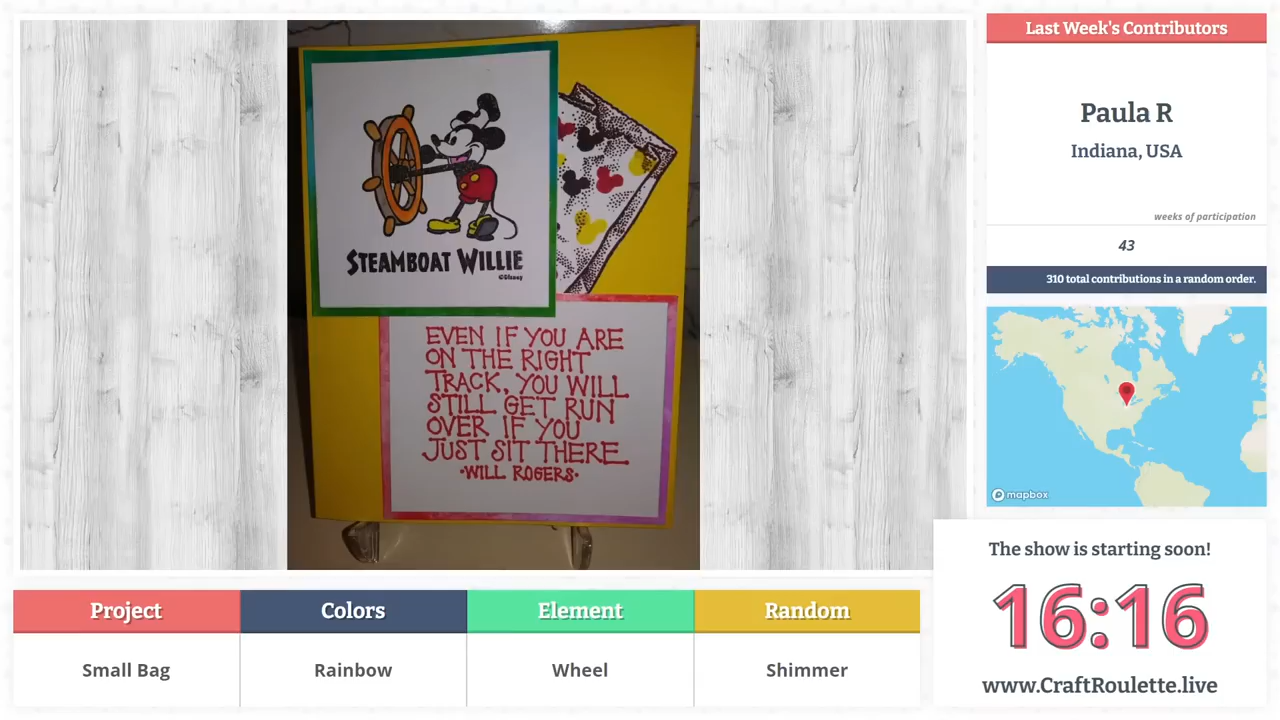 Last Week's Contributors
Paula R
Indiana, USA
weeks of participation
43
310 total contributions in a random order.
mapbox
STEAMBOAT WILLIE
©Disney
EVEN IF YOU ARE
ON THE RIGHT
TRACK, YOU WILL
STILL GET RUN
OVER IF YOU
JUST SIT THERE.
·WILL ROGERS·
The show is starting soon!
16:16
www.CraftRoulette.live
Project
Colors
Element
Random
Small Bag
Rainbow
Wheel
Shimmer